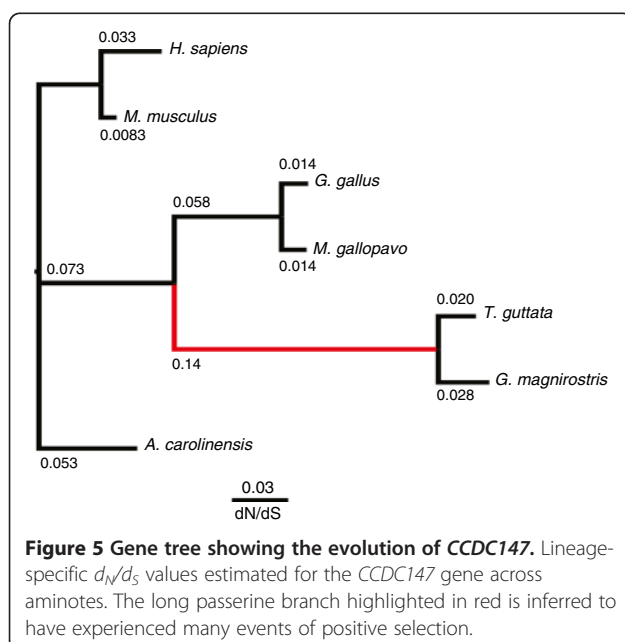 0.033
H. sapiens
M. musculus
0.0083
0.014
G. gallus
0.058
M. gallopavo
0.014
0.073
0.020
T. guttata
0.14
G. magnirostris
0.028
A. carolinensis
0.053
0.03
dN/dS
Figure 5 Gene tree showing the evolution of CCDC147. Lineage-
specific dN/dS values estimated for the CCDC147 gene across
aminotes. The long passerine branch highlighted in red is inferred to
have experienced many events of positive selection.